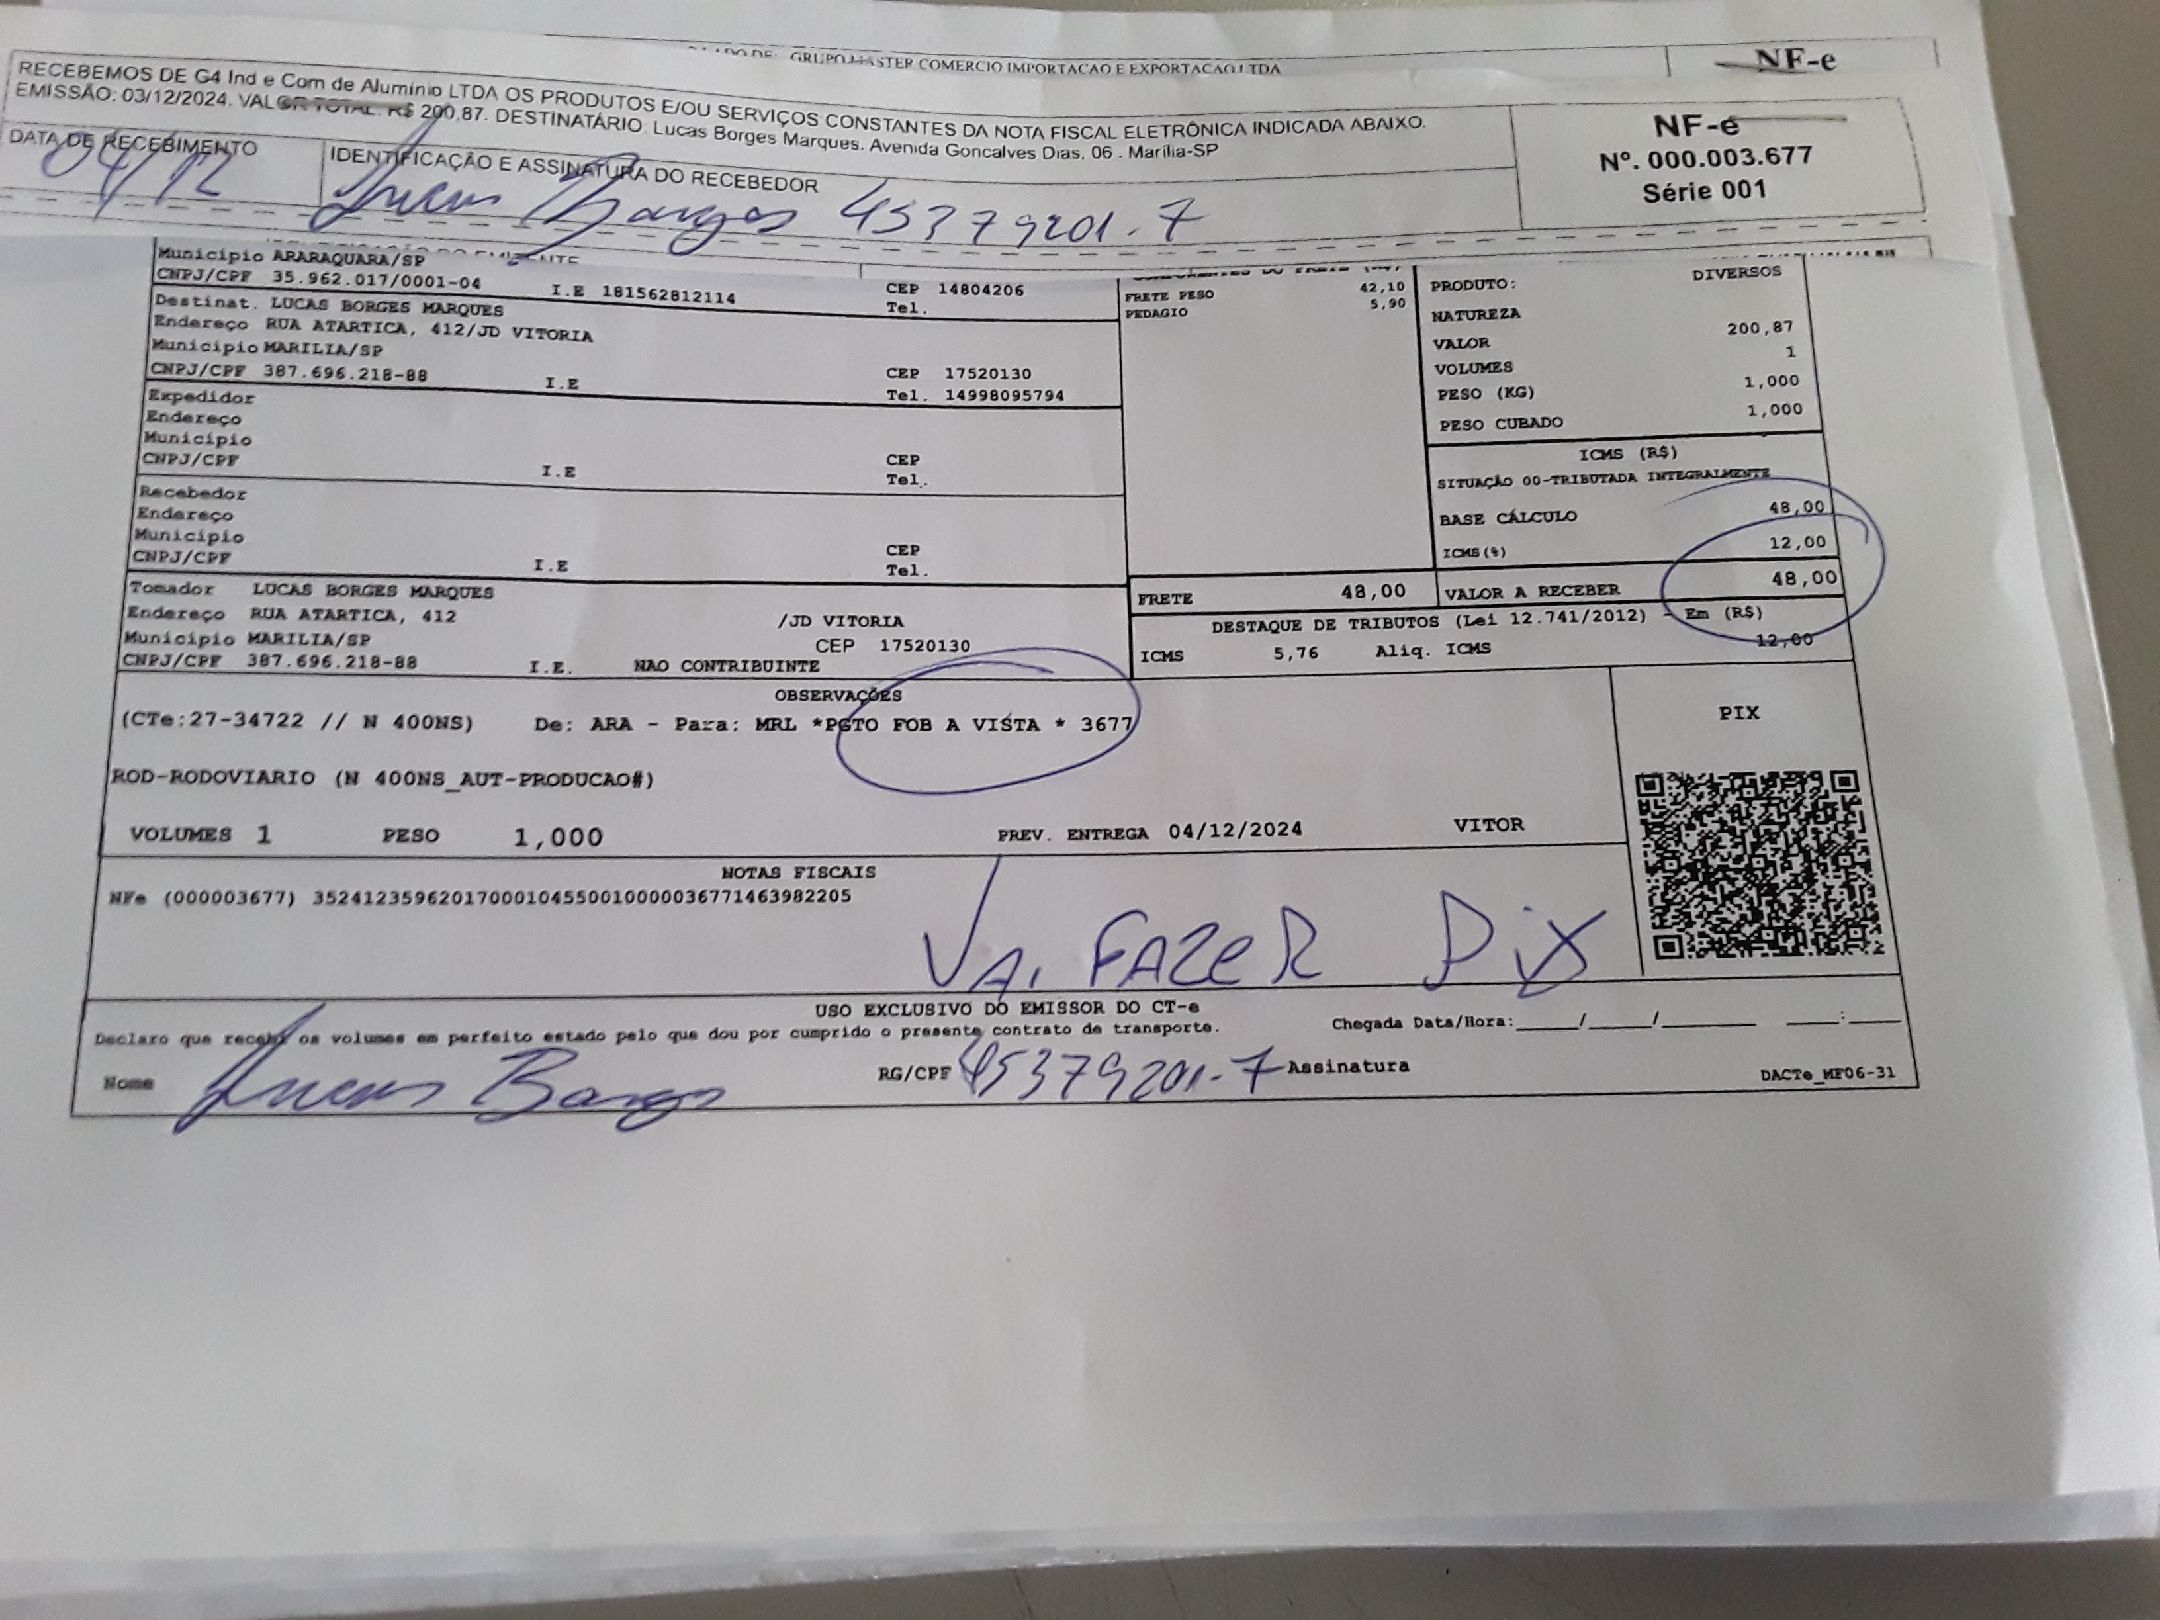 GRUPO MASTER COMERCIO IMPORTACAO E EXPORTACAO LTDA
NF-e
RECEBEMOS DE G4 Ind e Com de Aluminio LTDA OS PRODUTOS E/OU SERVIÇOS CONSTANTES DA NOTA FISCAL ELETRÔNICA INDICADA ABAIXO.
EMISSÃO: 03/12/2024. VALOR TOTAL: R$ 200,87. DESTINATÁRIO: Lucas Borges Marques. Avenida Goncalves Dias, 06 . Marília-SP
NF-e
Nº. 000.003.677
Série 001
DATA DE RECEBIMENTO
04/12
IDENTIFICAÇÃO E ASSINATURA DO RECEBEDOR
Lucas Borges 45379201-7
Município ARARAQUARA/SP
CNPJ/CPF 35.962.017/0001-04 I.E 181562812114 CEP 14804206
Destinat. LUCAS BORGES MARQUES Tel.
Endereço RUA ATARTICA, 412/JD VITORIA
Município MARILIA/SP
CNPJ/CPF 387.696.218-88 I.E CEP 17520130
Tel. 14998095794
Expedidor
Endereço
Município
CNPJ/CPF I.E CEP
Tel.
Recebedor
Endereço
Município
CNPJ/CPF I.E CEP
Tel.
Tomador LUCAS BORGES MARQUES
Endereço RUA ATARTICA, 412 /JD VITORIA
Município MARILIA/SP CEP 17520130
CNPJ/CPF 387.696.218-88 I.E. NAO CONTRIBUINTE
FRETE PESO 42,10
PEDAGIO 5,90
PRODUTO: DIVERSOS
NATUREZA
VALOR 200,87
VOLUMES 1
PESO (KG) 1,000
PESO CUBADO 1,000
ICMS (R$)
SITUAÇÃO 00-TRIBUTADA INTEGRALMENTE
BASE CÁLCULO 48,00
ICMS(%) 12,00
FRETE 48,00 VALOR A RECEBER 48,00
DESTAQUE DE TRIBUTOS (Lei 12.741/2012) - Em (R$)
ICMS 5,76 Aliq. ICMS 12,00
OBSERVAÇÕES
(CTe:27-34722 // N 400NS) De: ARA - Para: MRL *PGTO FOB A VISTA * 3677
ROD-RODOVIARIO (N 400NS_AUT-PRODUCAO#)
VOLUMES 1 PESO 1,000 PREV. ENTREGA 04/12/2024 VITOR
PIX
NOTAS FISCAIS
NFe (000003677) 35241235962017000104550010000036771463982205
VAI FAZER PIX
USO EXCLUSIVO DO EMISSOR DO CT-e
Declaro que recebi os volumes em perfeito estado pelo que dou por cumprido o presente contrato de transporte. Chegada Data/Hora:____/____/______ ___:___
Nome Lucas Borges RG/CPF 45379201-7 Assinatura
DACTe_MF06-31